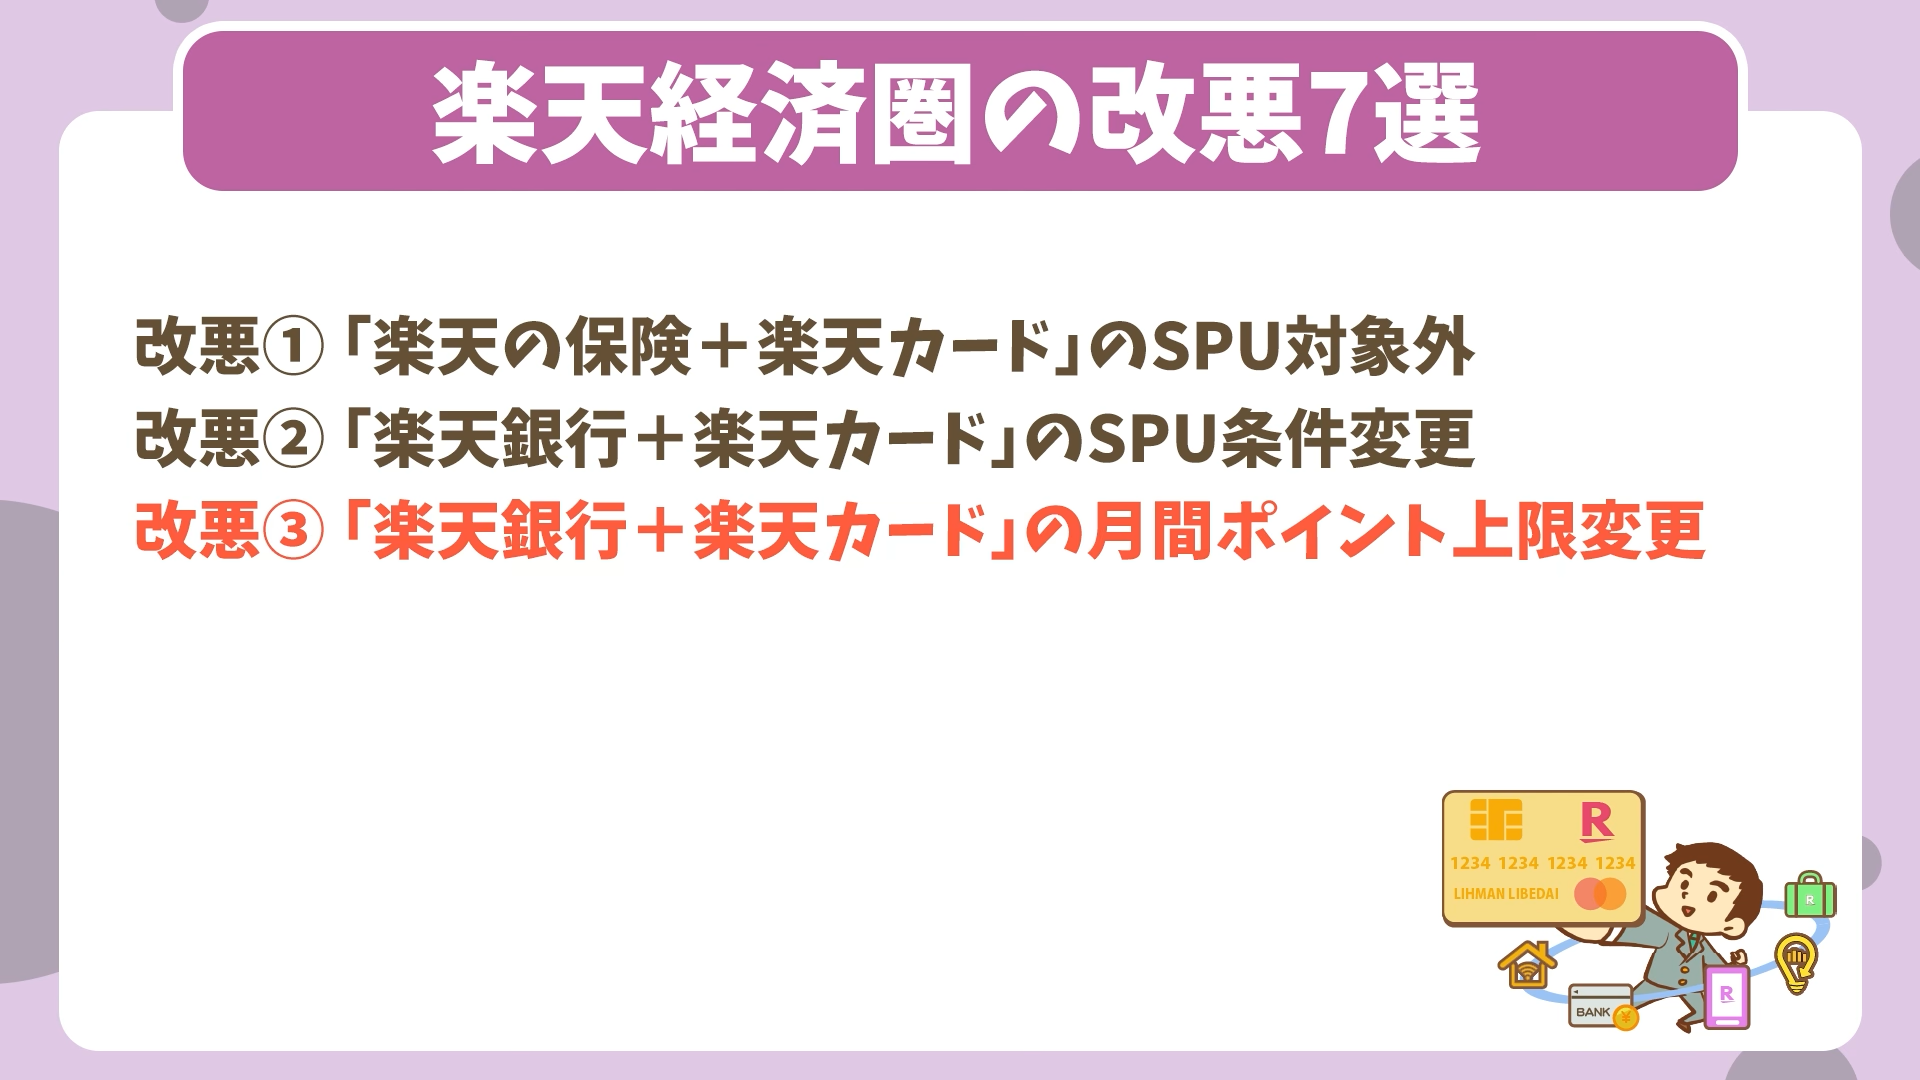 楽天経済圏の改悪7選
改悪①「楽天の保険＋楽天カード」のSPU対象外
改悪②「楽天銀行＋楽天カード」のSPU条件変更
改悪③「楽天銀行＋楽天カード」の月間ポイント上限変更
R
1234 1234 1234 1234
LIHMAN LIBEDAI
R
BANK
¥
R